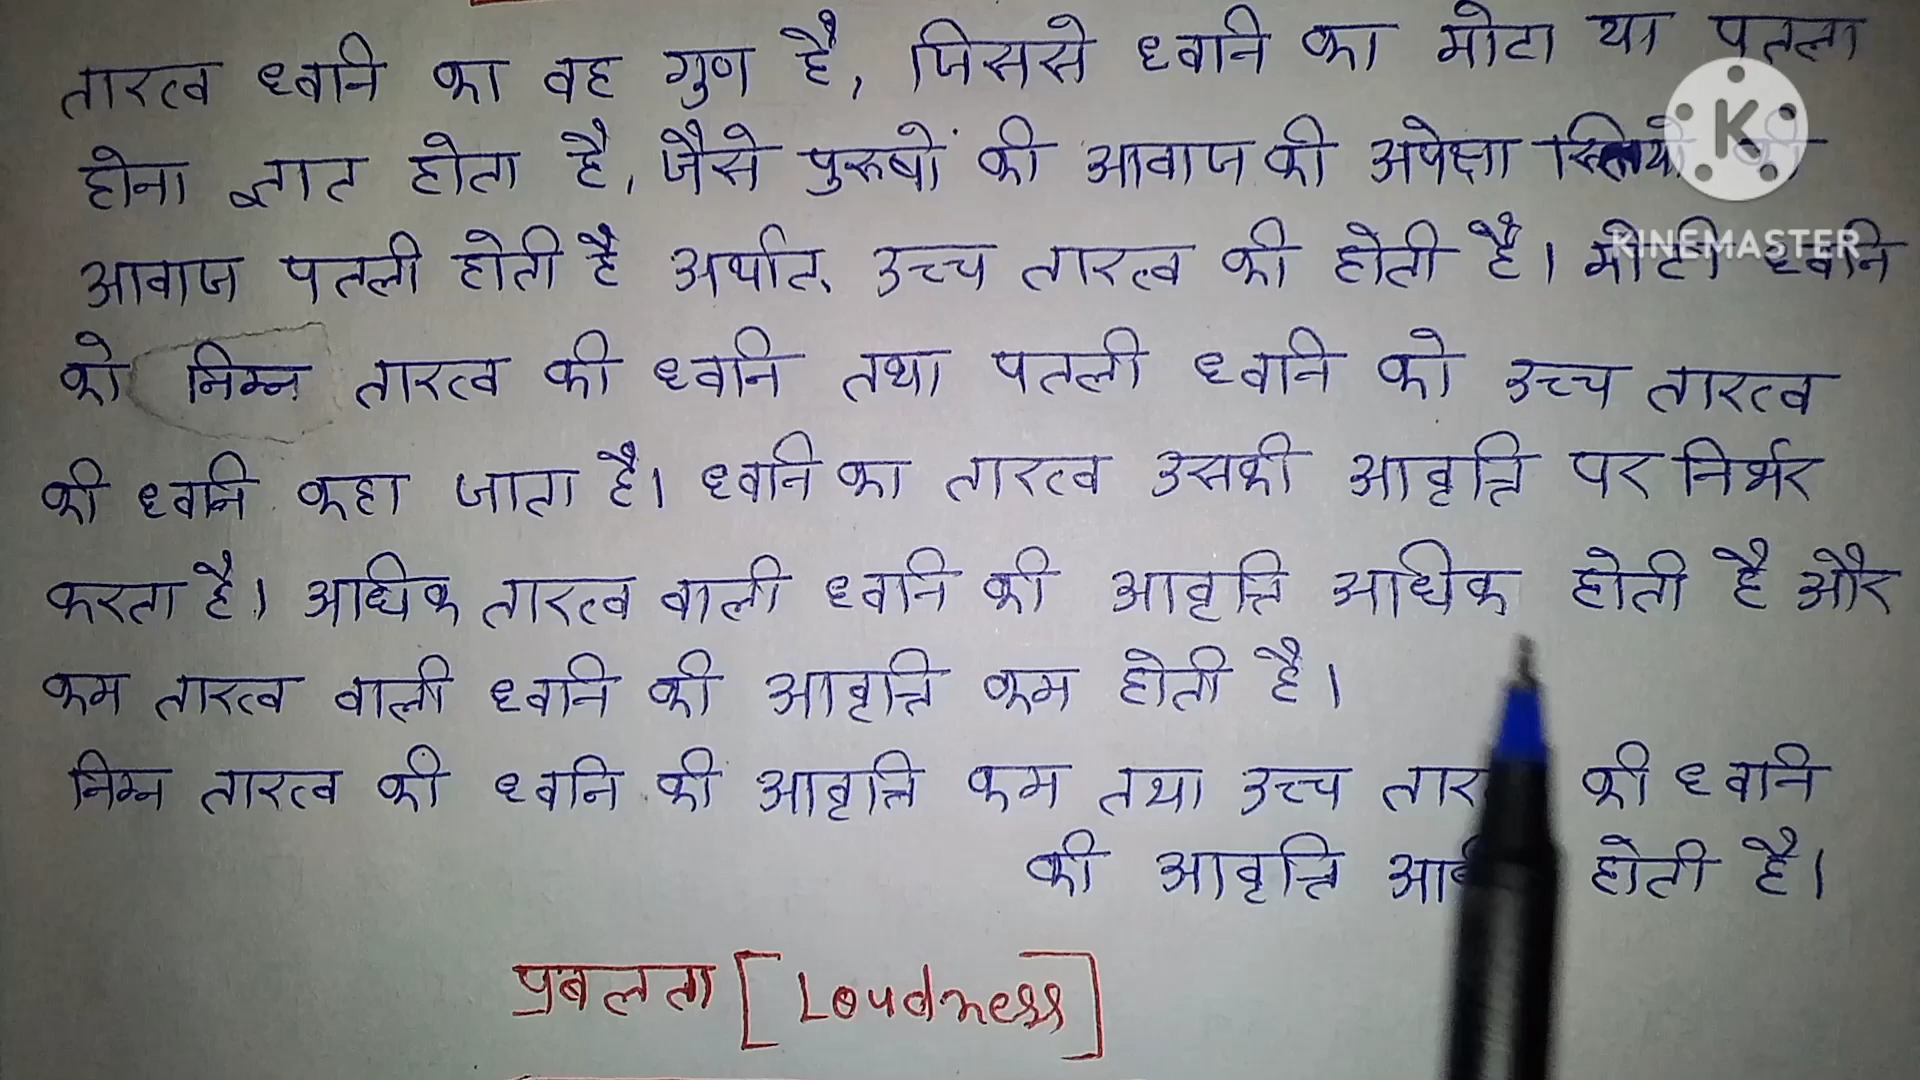 तारत्व ध्वनि का वह गुण है, जिससे ध्वनि का मोटा या पतला
होना ज्ञात होता है, जैसे पुरुषों की आवाज की अपेक्षा स्त्रियों की
KINEMASTER
आवाज पतली होती है अर्थात् उच्च तारत्व की होती है। मोटी ध्वनि
को निम्न तारत्व की ध्वनि तथा पतली ध्वनि को उच्च तारत्व
की ध्वनि कहा जाता है। ध्वनि का तारत्व उसकी आवृत्ति पर निर्भर
करता है। अधिक तारत्व वाली ध्वनि की आवृत्ति अधिक होती है और
कम तारत्व वाली ध्वनि की आवृत्ति कम होती है।
निम्न तारत्व की ध्वनि की आवृत्ति कम तथा उच्च की ध्वनि
की आवृत्ति होती है।
प्रबलता [Loudness]